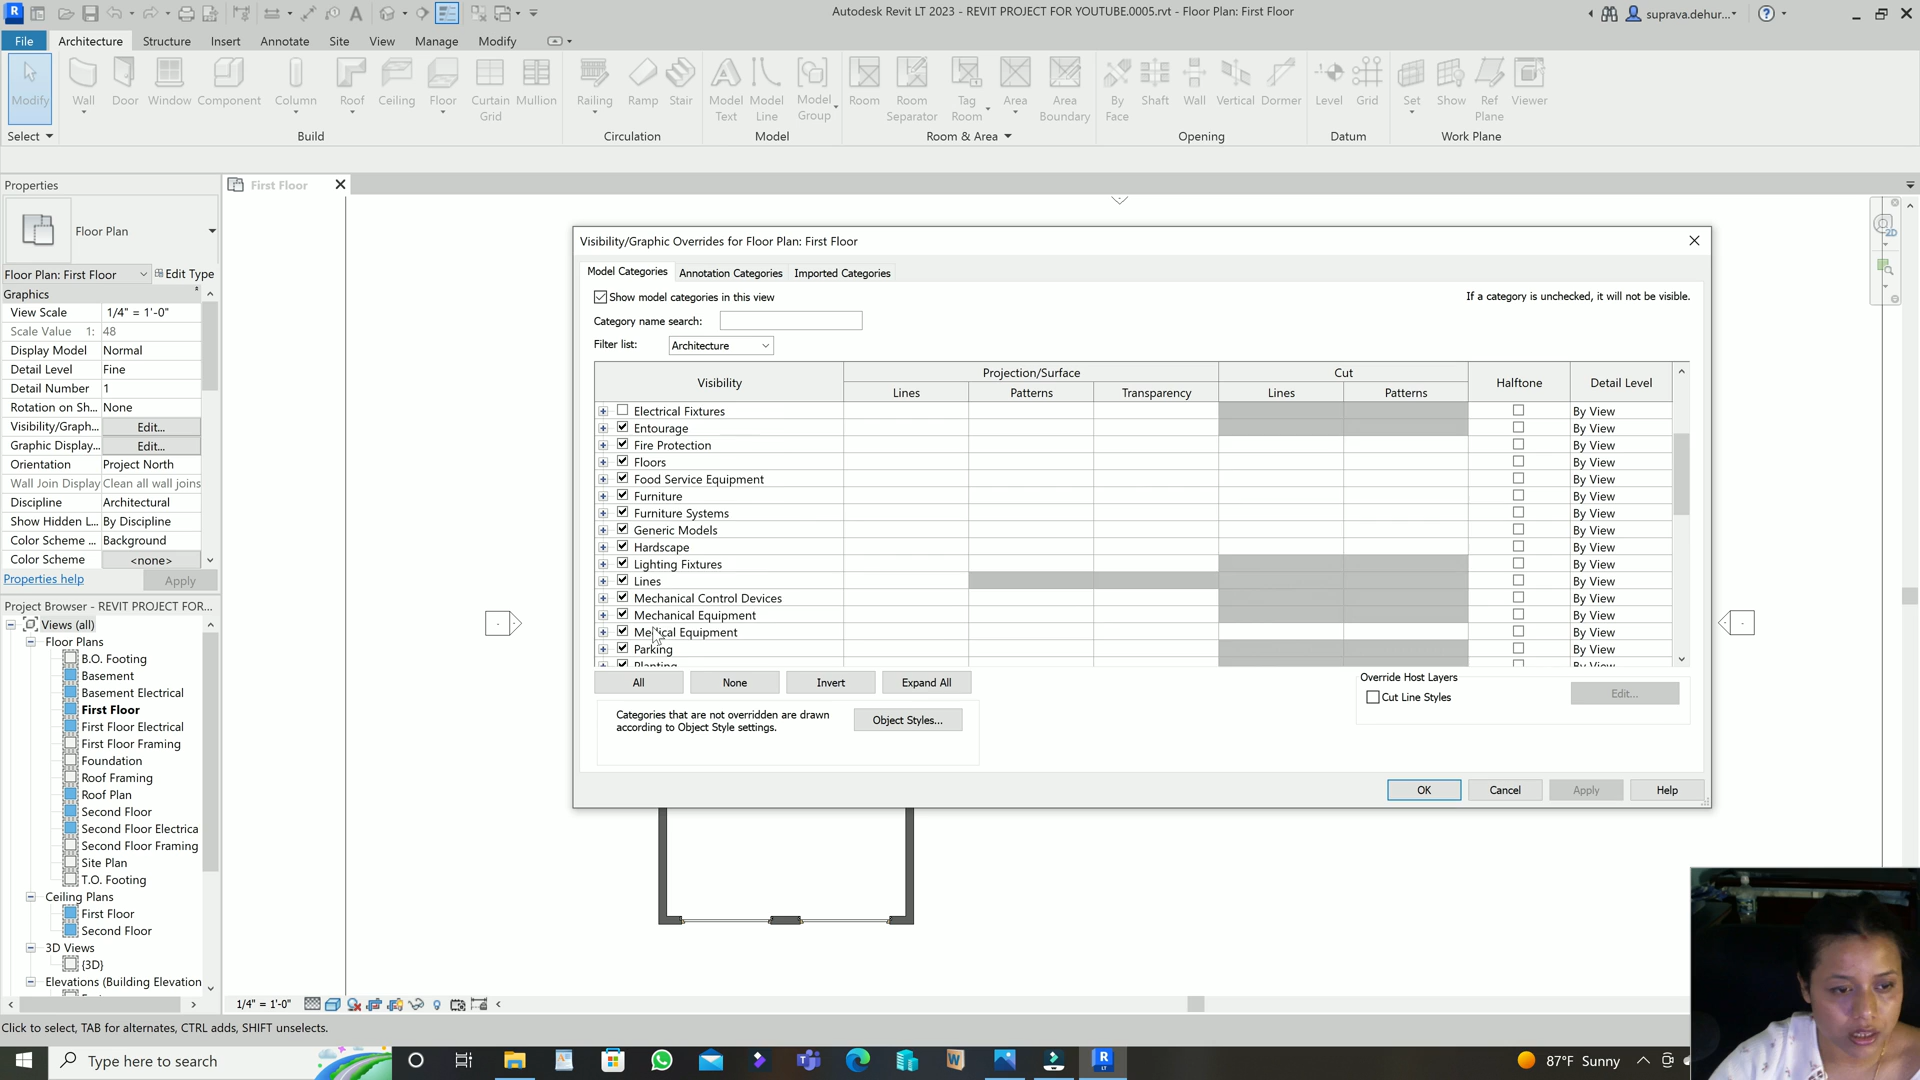 Autodesk Revit LT 2023 - REVIT PROJECT FOR YOUTUBE.0005.rvt - Floor Plan: First Floor
suprava.dehur...
File Architecture Structure Insert Annotate Site View Manage Modify
Modify Wall Door Window Component Column Roof Ceiling Floor Curtain Grid Mullion Railing Ramp Stair Model Text Model Line Model Group Room Room Separator Tag Room Area Area Boundary By Face Shaft Wall Vertical Dormer Level Grid Set Show Ref Plane Viewer
Select Build Circulation Model Room & Area Opening Datum Work Plane
Properties
First Floor
Floor Plan
Floor Plan: First Floor Edit Type
Graphics
View Scale 1/4" = 1'-0"
Scale Value 1: 48
Display Model Normal
Detail Level Fine
Detail Number 1
Rotation on Sh... None
Visibility/Graph... Edit...
Graphic Display... Edit...
Orientation Project North
Wall Join Display Clean all wall joins
Discipline Architectural
Show Hidden L... By Discipline
Color Scheme ... Background
Color Scheme <none>
Properties help Apply
Project Browser - REVIT PROJECT FOR...
Views (all)
Floor Plans
B.O. Footing
Basement
Basement Electrical
First Floor
First Floor Electrical
First Floor Framing
Foundation
Roof Framing
Roof Plan
Second Floor
Second Floor Electrica
Second Floor Framing
Site Plan
T.O. Footing
Ceiling Plans
First Floor
Second Floor
3D Views
{3D}
Elevations (Building Elevation
Visibility/Graphic Overrides for Floor Plan: First Floor
Model Categories Annotation Categories Imported Categories
Show model categories in this view
If a category is unchecked, it will not be visible.
Category name search:
Filter list: Architecture
Visibility Projection/Surface Cut Halftone Detail Level
Lines Patterns Transparency Lines Patterns
Electrical Fixtures By View
Entourage By View
Fire Protection By View
Floors By View
Food Service Equipment By View
Furniture By View
Furniture Systems By View
Generic Models By View
Hardscape By View
Lighting Fixtures By View
Lines By View
Mechanical Control Devices By View
Mechanical Equipment By View
Medical Equipment By View
Parking By View
Planting By View
All None Invert Expand All
Override Host Layers
Cut Line Styles Edit...
Categories that are not overridden are drawn
according to Object Style settings.
Object Styles...
OK Cancel Apply Help
2D
1/4" = 1'-0"
Click to select, TAB for alternates, CTRL adds, SHIFT unselects.
Type here to search
87°F Sunny